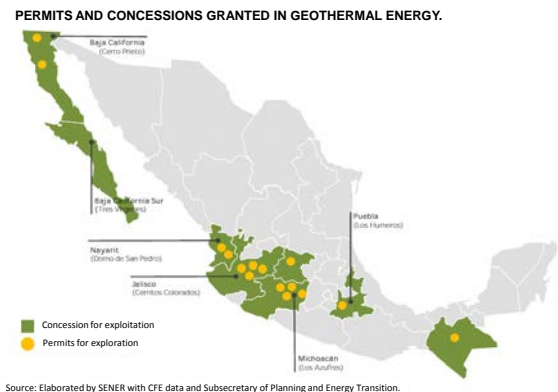 PERMITS AND CONCESSIONS GRANTED IN GEOTHERMAL ENERGY.
Baja California
(Cerro Prieto)
Baja California Sur
(Tres Vírgenes)
Puebla
(Los Humeros)
Nayarit
(Domo de San Pedro)
Jalisco
(Cerritos Colorados)
Concession for exploitation
Permits for exploration
Michoacan
(Los Azufres)
Source: Elaborated by SENER with CFE data and Subsecretary of Planning and Energy Transition.